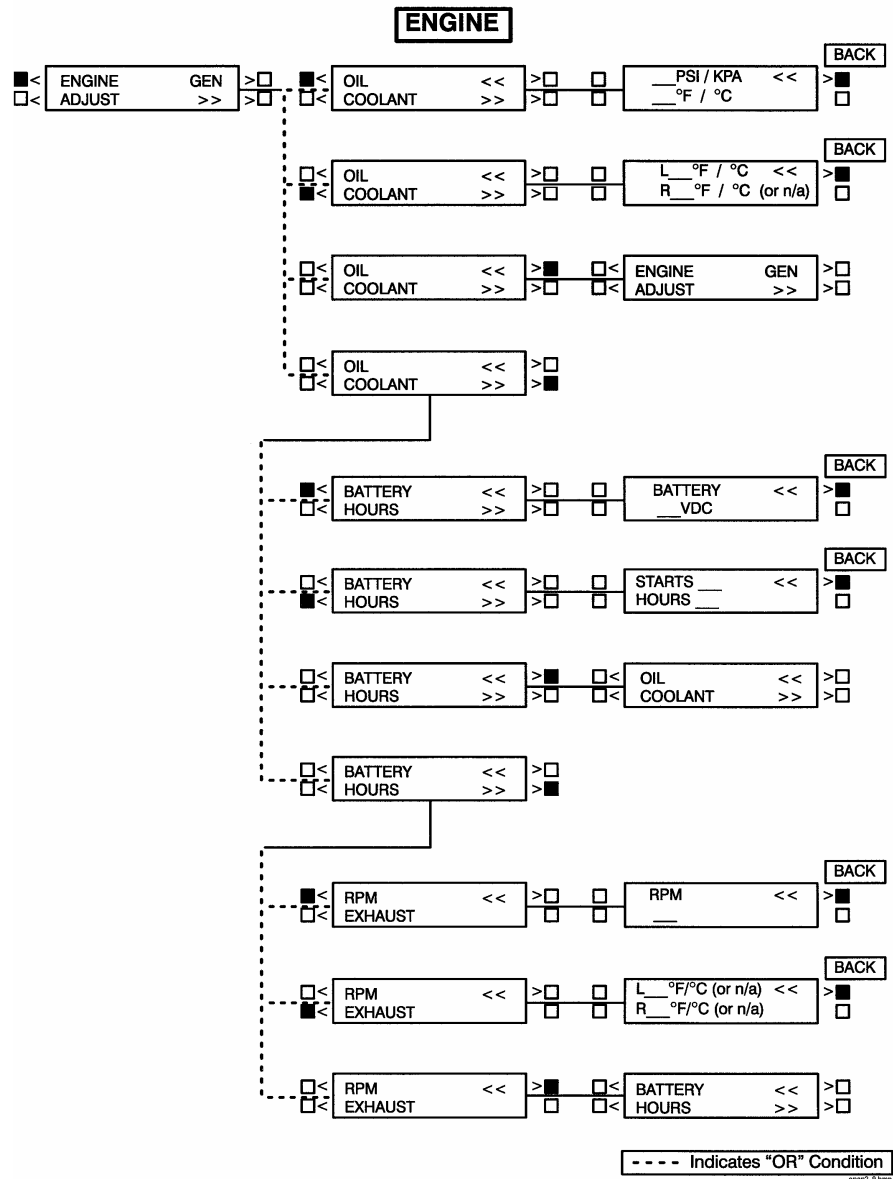 ENGINE
BACK
ENGINE GEN
ADJUST >>
OIL <<
COOLANT >>
___PSI / KPA <<
___°F / °C
BACK
OIL <<
COOLANT >>
L___°F / °C <<
R___°F / °C (or n/a)
OIL <<
COOLANT >>
ENGINE GEN
ADJUST >>
OIL <<
COOLANT >>
BACK
BATTERY <<
HOURS >>
BATTERY <<
___VDC
BACK
BATTERY <<
HOURS >>
STARTS ___ <<
HOURS ___
BATTERY <<
HOURS >>
OIL <<
COOLANT >>
BATTERY <<
HOURS >>
BACK
RPM <<
EXHAUST
RPM <<
___
BACK
RPM <<
EXHAUST
L___°F/°C (or n/a) <<
R___°F/°C (or n/a)
RPM <<
EXHAUST
BATTERY <<
HOURS >>
---- Indicates "OR" Condition